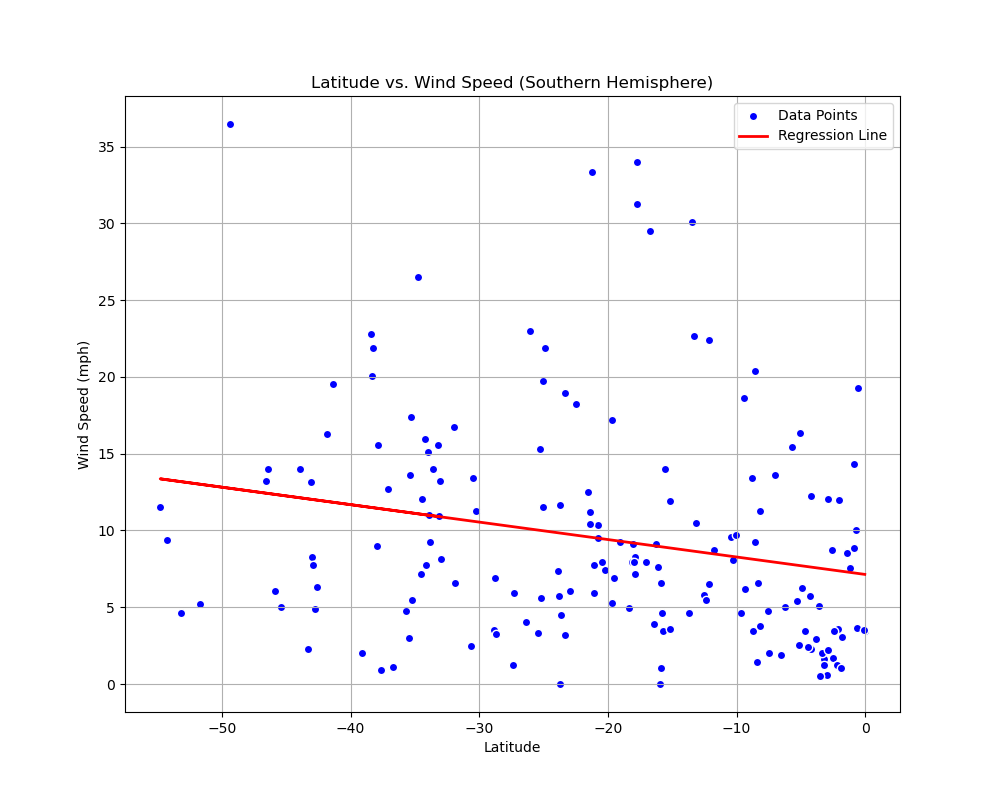 Latitude vs. Wind Speed (Southern Hemisphere)
Data Points
Regression Line
35
30
25
20
15
10
5
0
Wind Speed (mph)
−50 −40 −30 −20 −10 0
Latitude